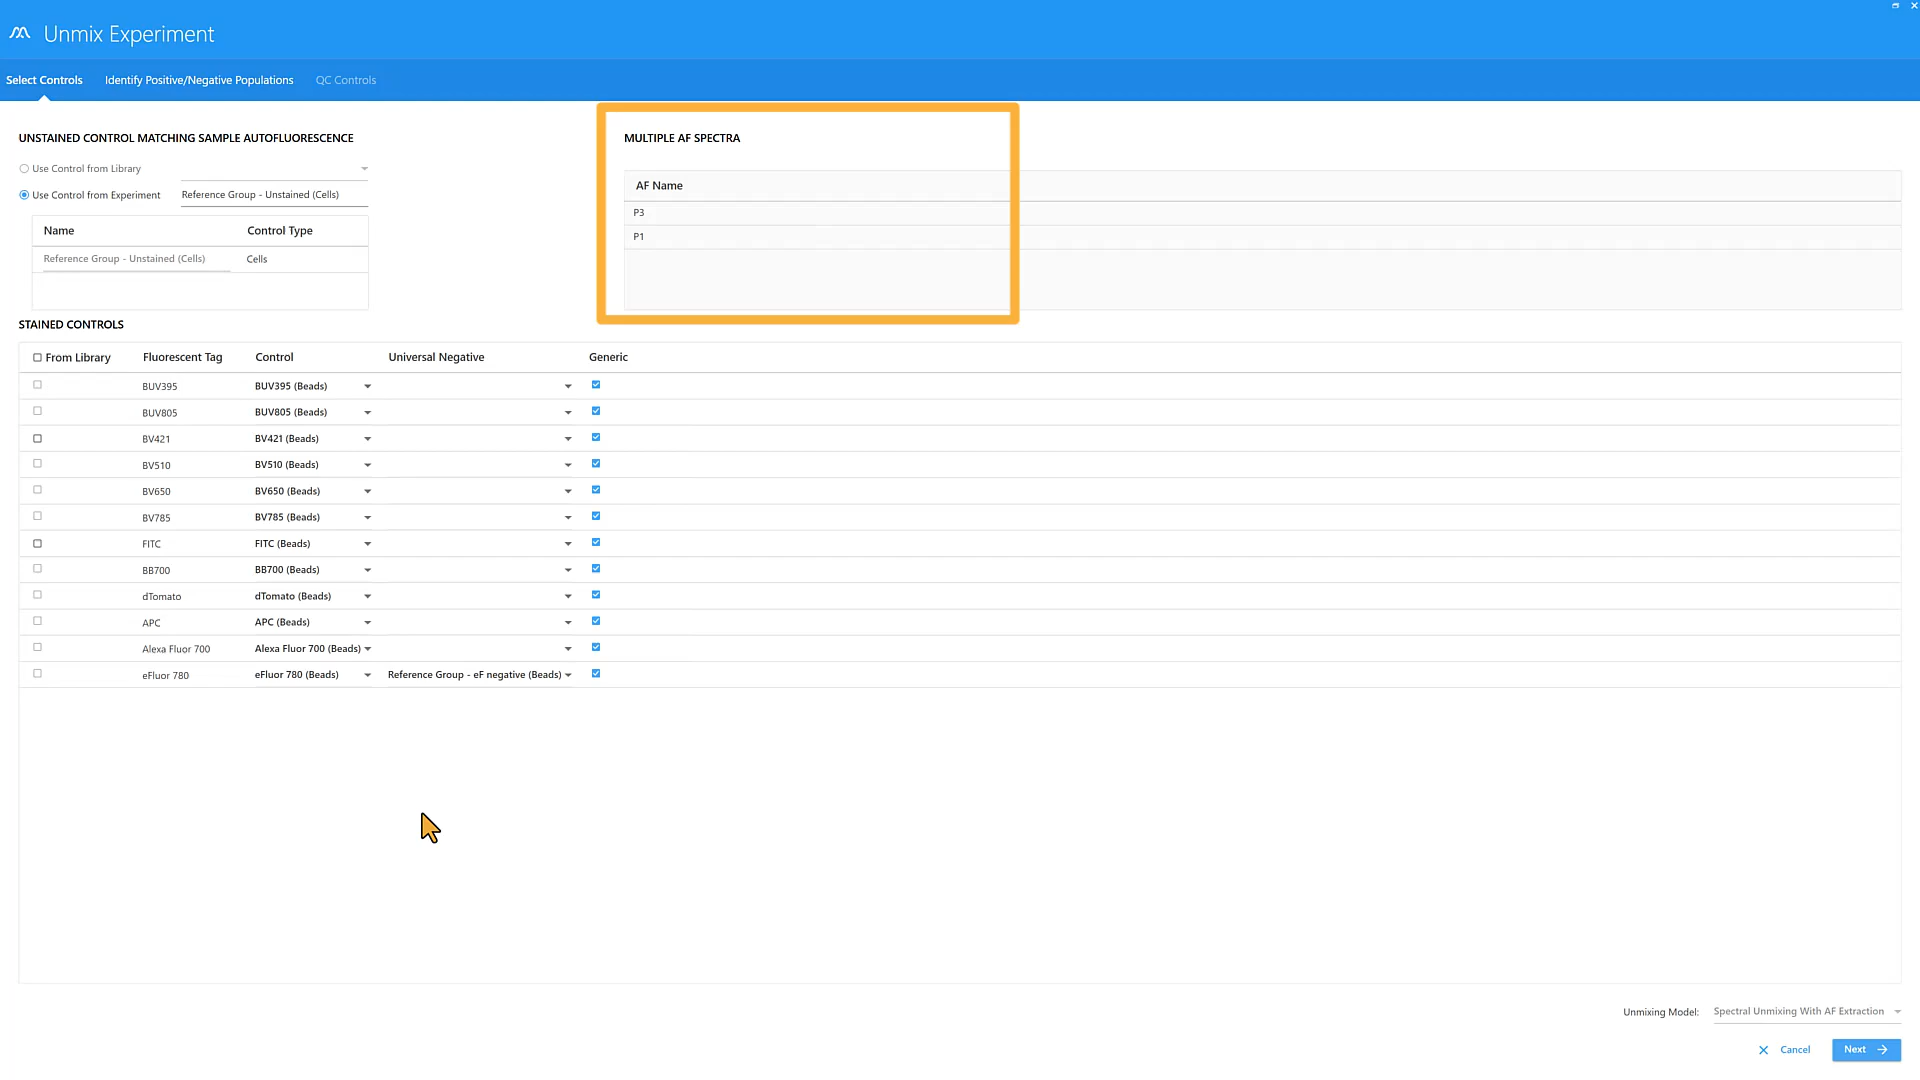 Unmix Experiment
Select Controls Identify Positive/Negative Populations QC Controls
UNSTAINED CONTROL MATCHING SAMPLE AUTOFLUORESCENCE
Use Control from Library
Use Control from Experiment Reference Group - Unstained (Cells)
Name Control Type
Reference Group - Unstained (Cells) Cells
MULTIPLE AF SPECTRA
AF Name
P3
P1
STAINED CONTROLS
From Library Fluorescent Tag Control Universal Negative Generic
BUV395 BUV395 (Beads)
BUV805 BUV805 (Beads)
BV421 BV421 (Beads)
BV510 BV510 (Beads)
BV650 BV650 (Beads)
BV785 BV785 (Beads)
FITC FITC (Beads)
BB700 BB700 (Beads)
dTomato dTomato (Beads)
APC APC (Beads)
Alexa Fluor 700 Alexa Fluor 700 (Beads)
eFluor 780 eFluor 780 (Beads) Reference Group - eF negative (Beads)
Unmixing Model: Spectral Unmixing With AF Extraction
Cancel Next